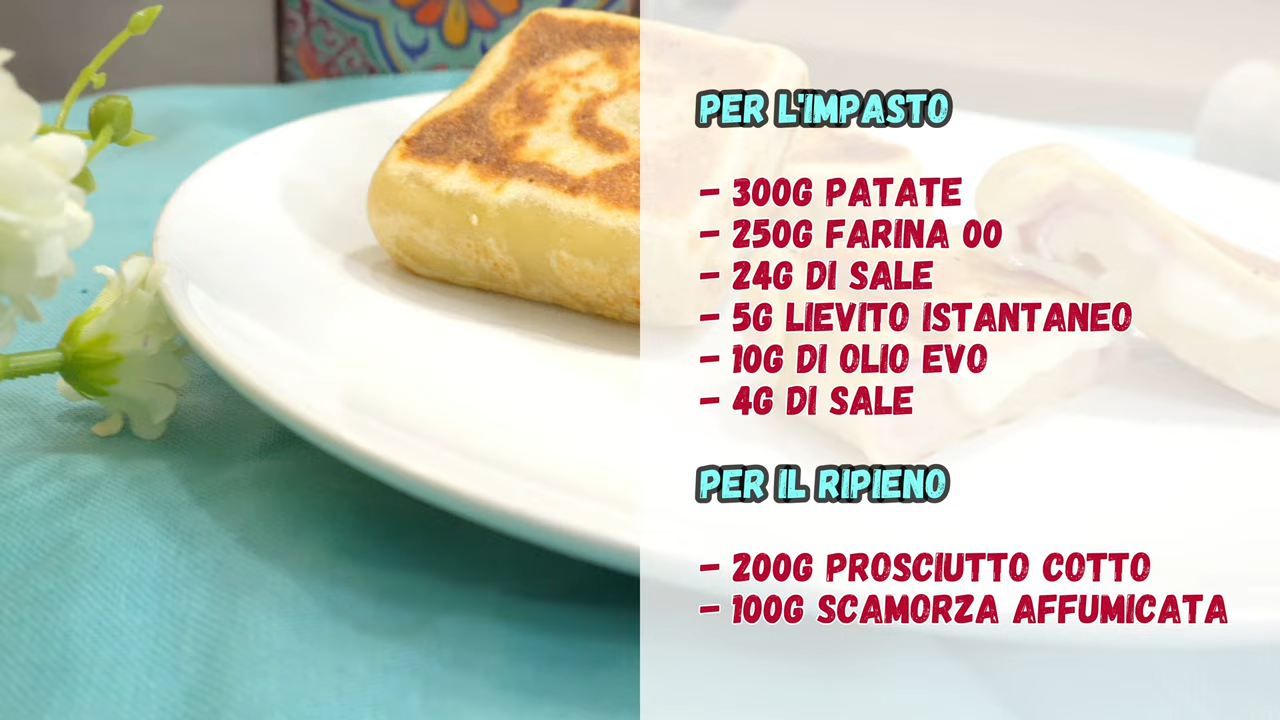 PER L'IMPASTO
- 300G PATATE
- 250G FARINA 00
- 24G DI SALE
- 5G LIEVITO ISTANTANEO
- 10G DI OLIO EVO
- 4G DI SALE
PER IL RIPIENO
- 200G PROSCIUTTO COTTO
- 100G SCAMORZA AFFUMICATA